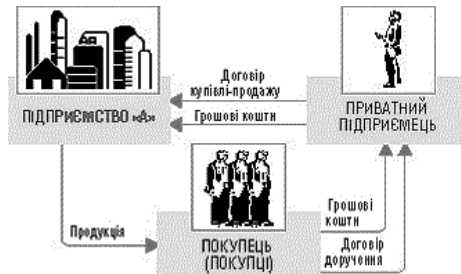 Договір
купівлі-продажу
Грошові кошти
ПІДПРИЄМСТВО «А»
ПРИВАТНИЙ
ПІДПРИЄМЕЦЬ
Продукція
ПОКУПЕЦЬ
(ПОКУПЦІ)
Грошові
кошти
Договір
доручення